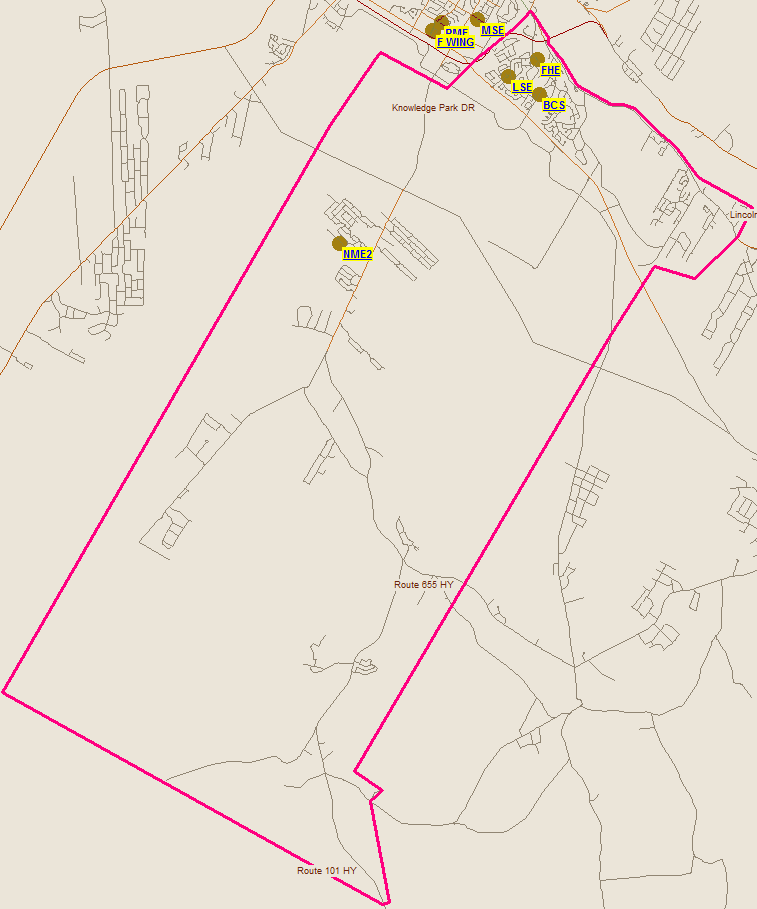 MSE
F WING
FHE
LSE
BCS
Knowledge Park DR
NME2
Route 655 HY
Route 101 HY